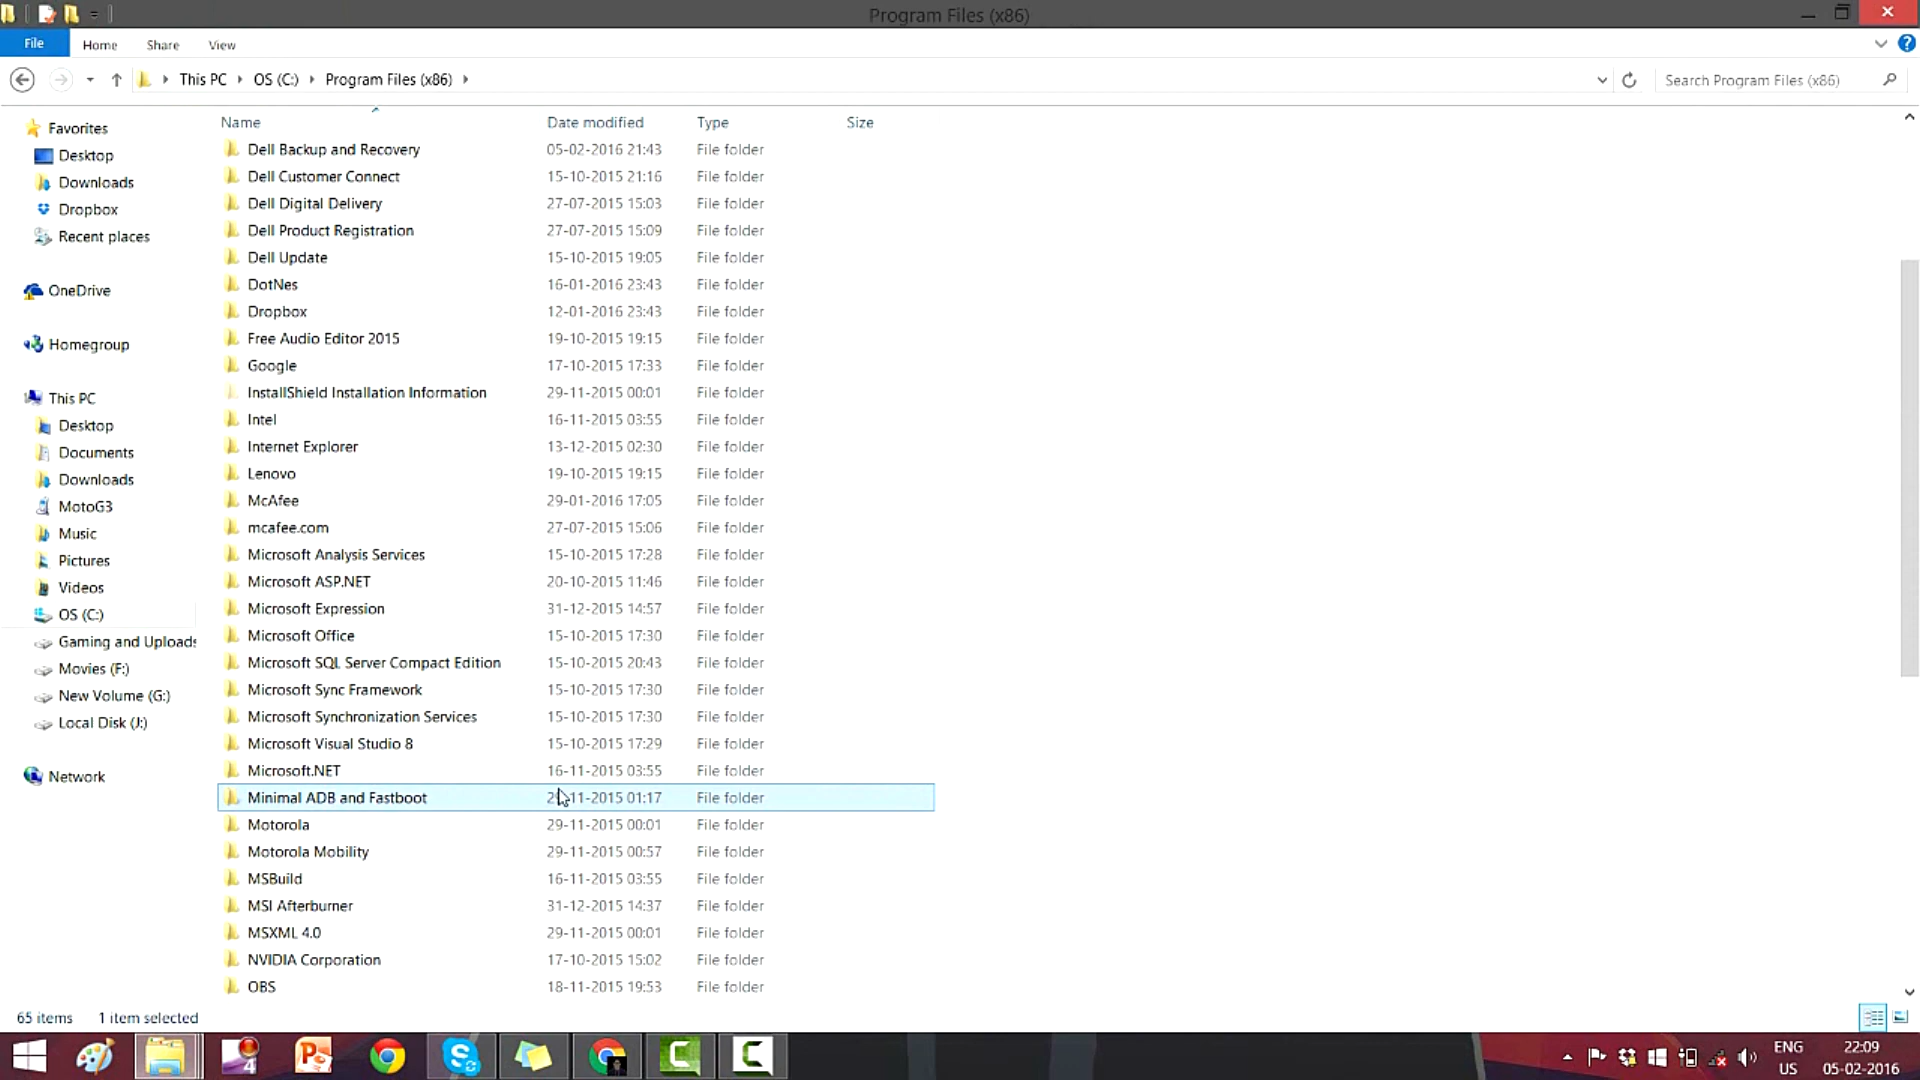 Program Files (x86)
File Home Share View
This PC OS (C:) Program Files (x86)
Search Program Files (x86)
Name Date modified Type Size
Favorites
Desktop
Downloads
Dropbox
Recent places
OneDrive
Homegroup
This PC
Desktop
Documents
Downloads
MotoG3
Music
Pictures
Videos
OS (C:)
Gaming and Uploads
Movies (F:)
New Volume (G:)
Local Disk (J:)
Network
Dell Backup and Recovery 05-02-2016 21:43 File folder
Dell Customer Connect 15-10-2015 21:16 File folder
Dell Digital Delivery 27-07-2015 15:03 File folder
Dell Product Registration 27-07-2015 15:09 File folder
Dell Update 15-10-2015 19:05 File folder
DotNes 16-01-2016 23:43 File folder
Dropbox 12-01-2016 23:43 File folder
Free Audio Editor 2015 19-10-2015 19:15 File folder
Google 17-10-2015 17:33 File folder
InstallShield Installation Information 29-11-2015 00:01 File folder
Intel 16-11-2015 03:55 File folder
Internet Explorer 13-12-2015 02:30 File folder
Lenovo 19-10-2015 19:15 File folder
McAfee 29-01-2016 17:05 File folder
mcafee.com 27-07-2015 15:06 File folder
Microsoft Analysis Services 15-10-2015 17:28 File folder
Microsoft ASP.NET 20-10-2015 11:46 File folder
Microsoft Expression 31-12-2015 14:57 File folder
Microsoft Office 15-10-2015 17:30 File folder
Microsoft SQL Server Compact Edition 15-10-2015 20:43 File folder
Microsoft Sync Framework 15-10-2015 17:30 File folder
Microsoft Synchronization Services 15-10-2015 17:30 File folder
Microsoft Visual Studio 8 15-10-2015 17:29 File folder
Microsoft.NET 16-11-2015 03:55 File folder
Minimal ADB and Fastboot 29-11-2015 01:17 File folder
Motorola 29-11-2015 00:01 File folder
Motorola Mobility 29-11-2015 00:57 File folder
MSBuild 16-11-2015 03:55 File folder
MSI Afterburner 31-12-2015 14:37 File folder
MSXML 4.0 29-11-2015 00:01 File folder
NVIDIA Corporation 17-10-2015 15:02 File folder
OBS 18-11-2015 19:53 File folder
65 items 1 item selected
ENG 22:09
US 05-02-2016